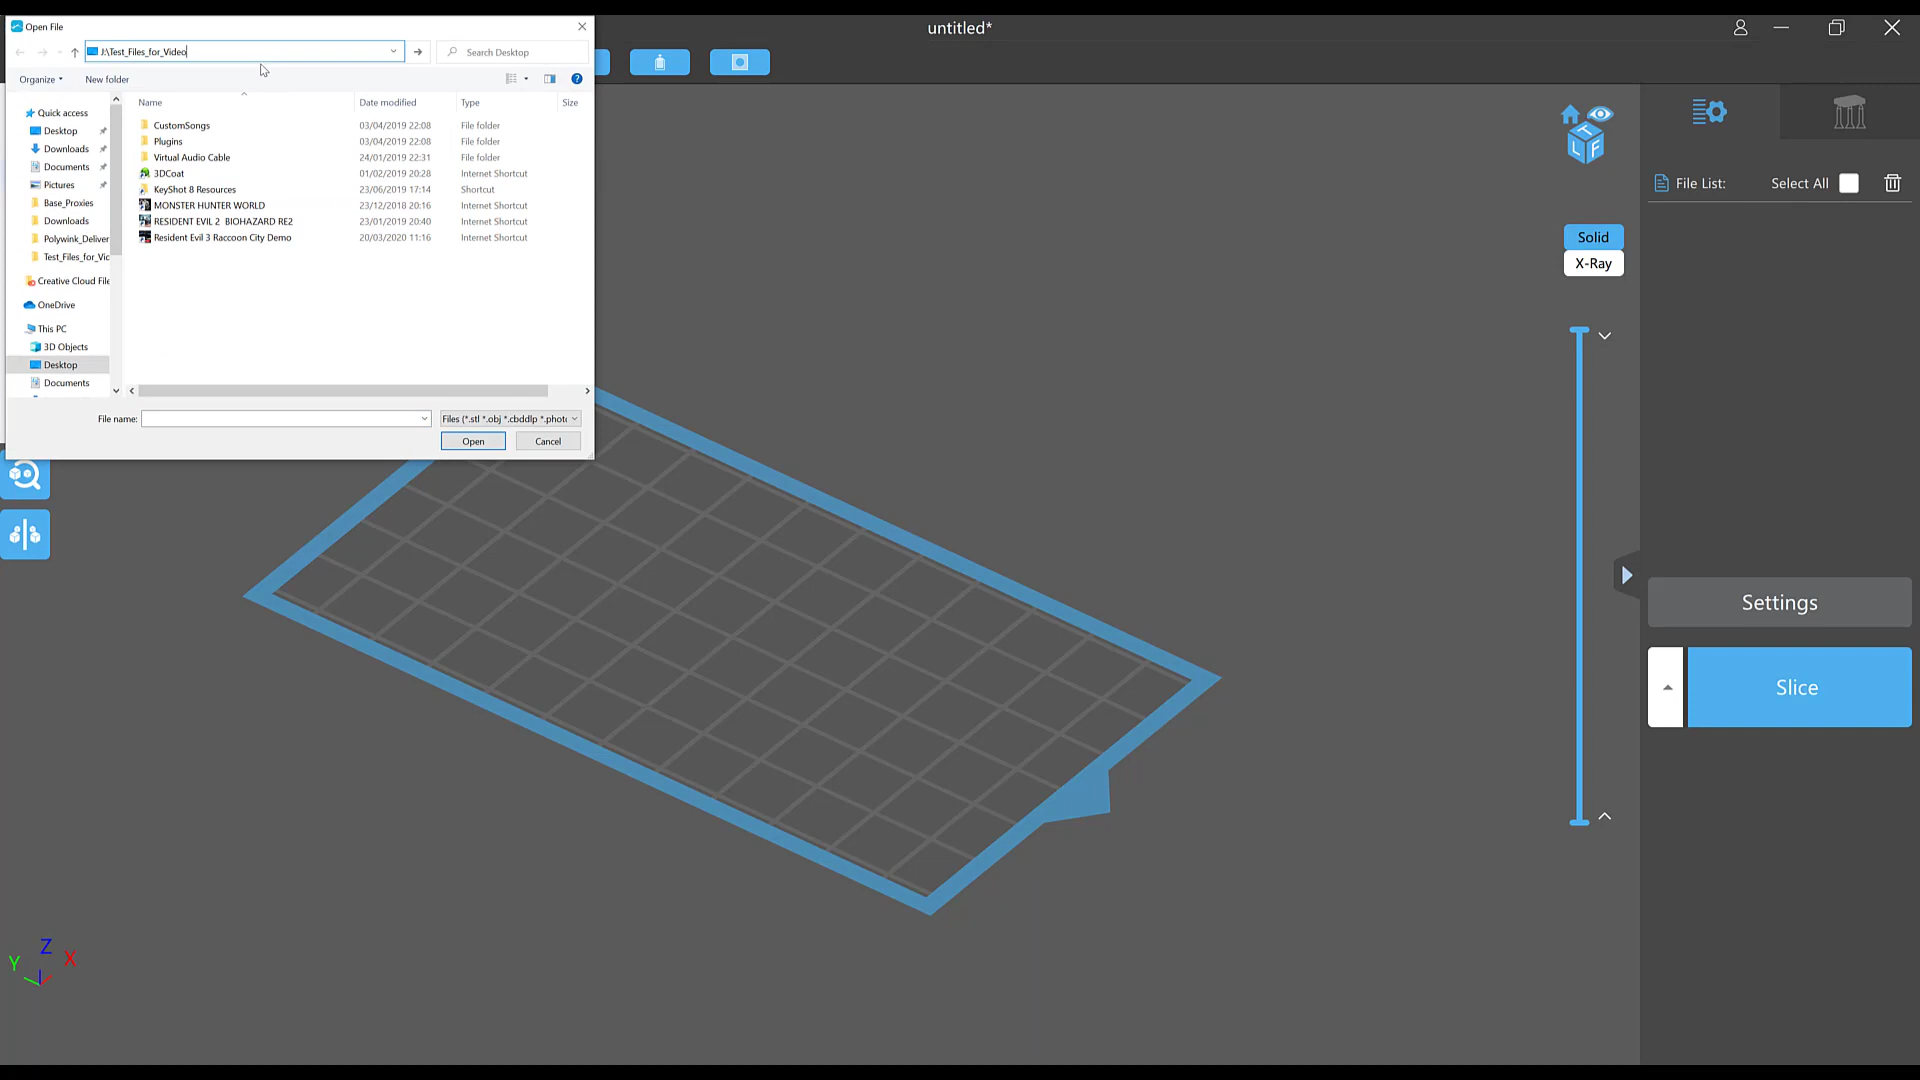 Open File
untitled*
J:\Test_Files_for_Video
Search Desktop
Organize
New folder
Name
Date modified
Type
Size
Quick access
Desktop
Downloads
Documents
Pictures
Base_Proxies
Downloads
Polywink_Deliver
Test_Files_for_Vic
Creative Cloud File
OneDrive
This PC
3D Objects
Desktop
Documents
CustomSongs 03/04/2019 22:08 File folder
Plugins 03/04/2019 22:08 File folder
Virtual Audio Cable 24/01/2019 22:31 File folder
3DCoat 01/02/2019 20:28 Internet Shortcut
KeyShot 8 Resources 23/06/2019 17:14 Shortcut
MONSTER HUNTER WORLD 23/12/2018 20:16 Internet Shortcut
RESIDENT EVIL 2 BIOHAZARD RE2 23/01/2019 20:40 Internet Shortcut
Resident Evil 3 Raccoon City Demo 20/03/2020 11:16 Internet Shortcut
File name:
Files (*.stl *.obj *.cbddlp *.phot
Open
Cancel
T
L F
File List:
Select All
Solid
X-Ray
Settings
Slice
Z
Y
X